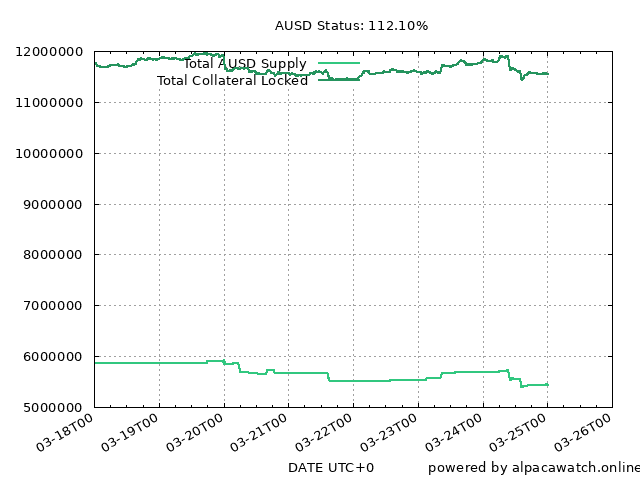 AUSD Status: 112.10%
12000000
Total AUSD Supply
Total Collateral Locked
11000000
10000000
9000000
8000000
7000000
6000000
5000000
03-18T00 03-19T00 03-20T00 03-21T00 03-22T00 03-23T00 03-24T00 03-25T00 03-26T00
DATE UTC+0 powered by alpacawatch.online